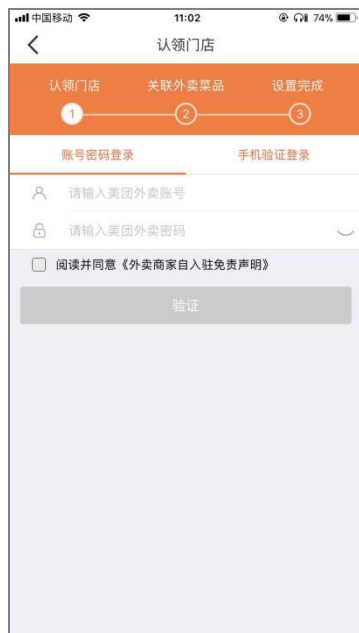 中国移动 11:02 74%
认领门店
认领门店 关联外卖菜品 设置完成
1 2 3
账号密码登录 手机验证登录
请输入美团外卖账号
请输入美团外卖密码
阅读并同意《外卖商家自入驻免责声明》
验证